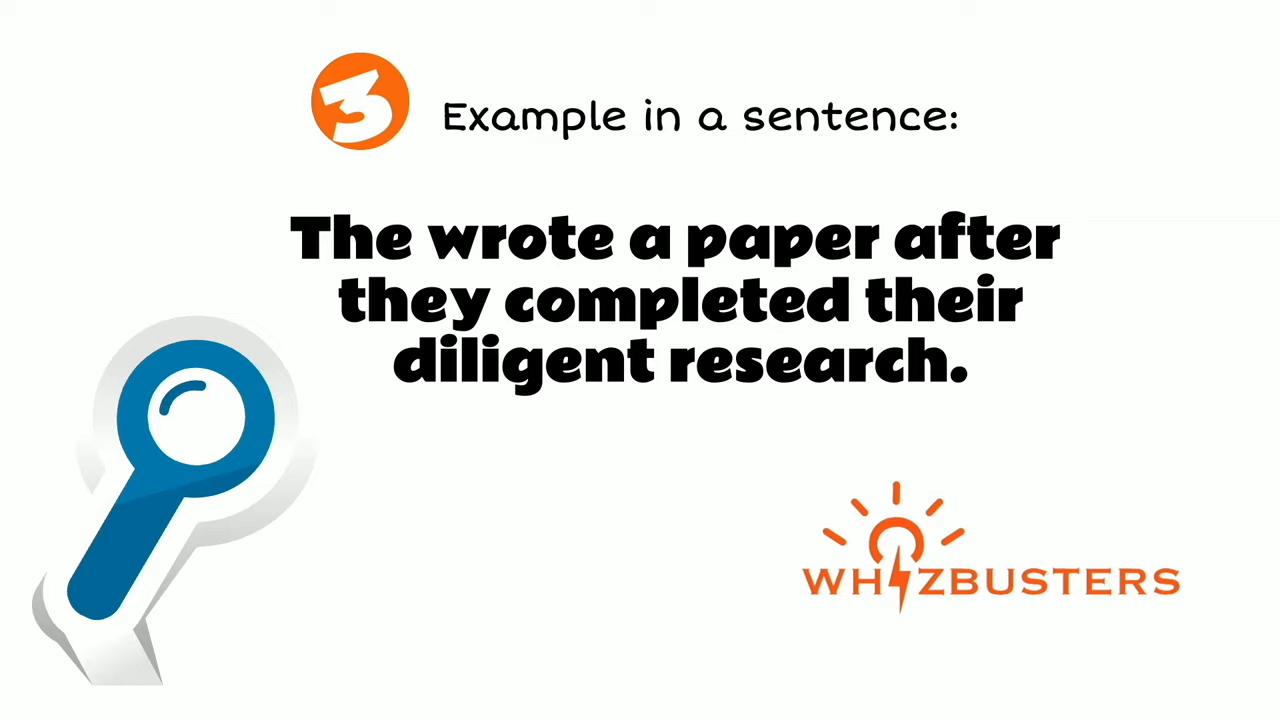 3 Example in a sentence:
The wrote a paper after
they completed their
diligent research.
WHIZBUSTERS